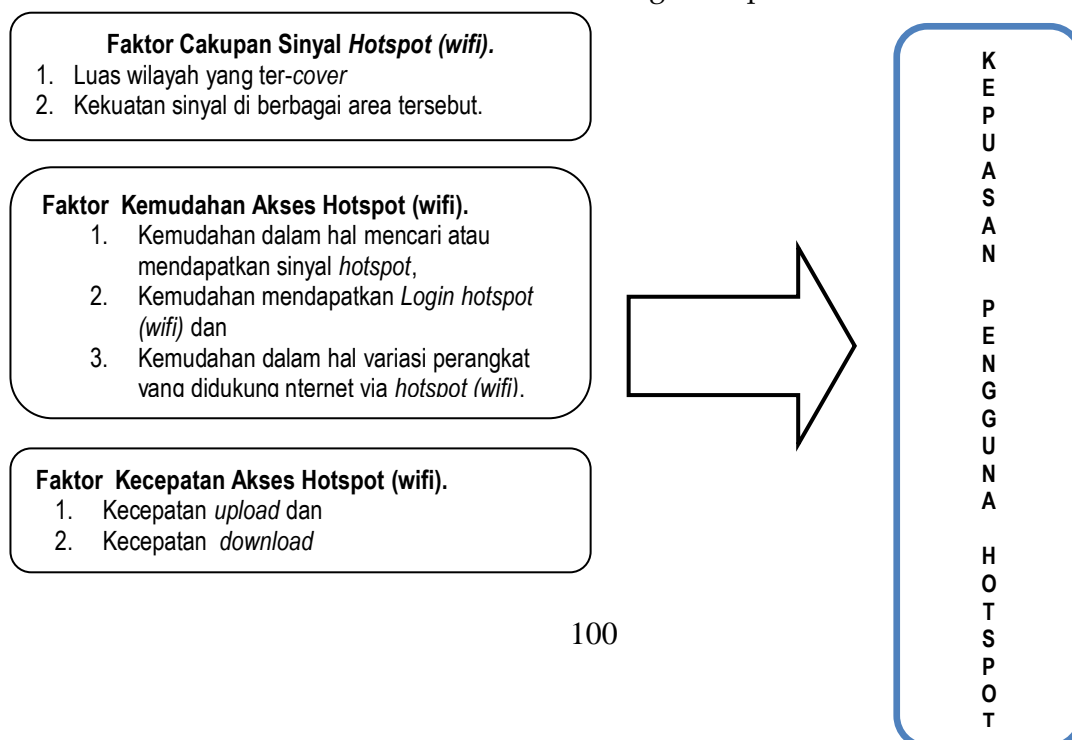 Faktor Cakupan Sinyal Hotspot (wifi).
1. Luas wilayah yang ter-cover
2. Kekuatan sinyal di berbagai area tersebut.
Faktor Kemudahan Akses Hotspot (wifi).
1. Kemudahan dalam hal mencari atau
mendapatkan sinyal hotspot,
2. Kemudahan mendapatkan Login hotspot
(wifi) dan
3. Kemudahan dalam hal variasi perangkat
yang didukung nternet via hotspot (wifi).
Faktor Kecepatan Akses Hotspot (wifi).
1. Kecepatan upload dan
2. Kecepatan download
K
E
P
U
A
S
A
N
P
E
N
G
G
U
N
A
H
O
T
S
P
O
T
100